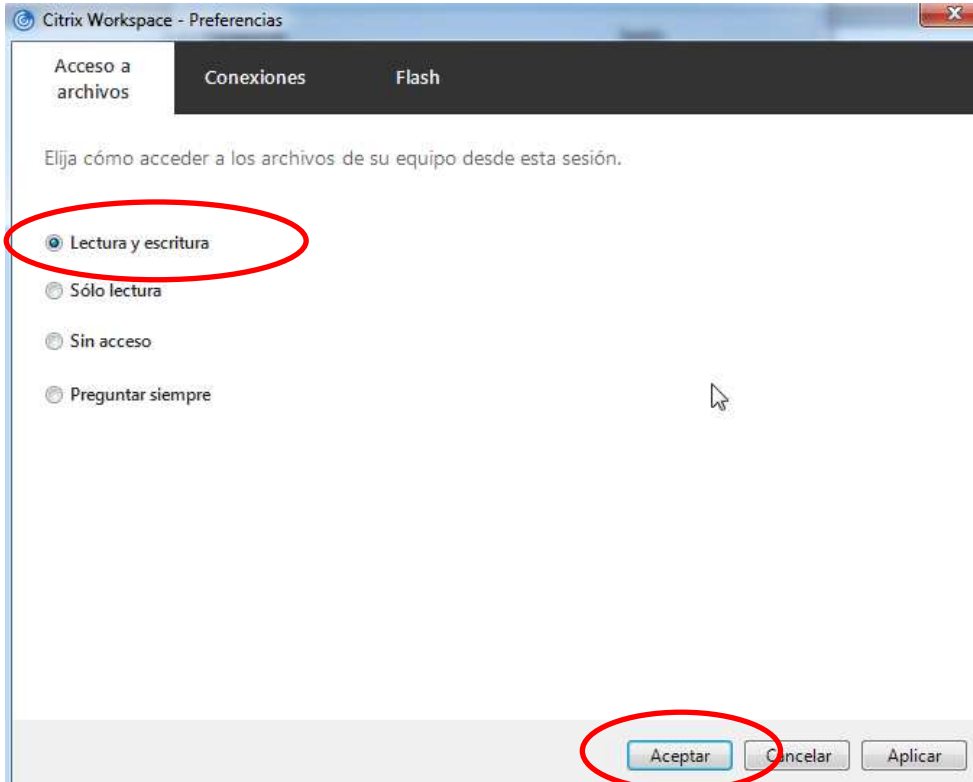 Citrix Workspace - Preferencias
Acceso a
archivos
Conexiones
Flash
Elija cómo acceder a los archivos de su equipo desde esta sesión.
Lectura y escritura
Sólo lectura
Sin acceso
Preguntar siempre
Aceptar
Cancelar
Aplicar